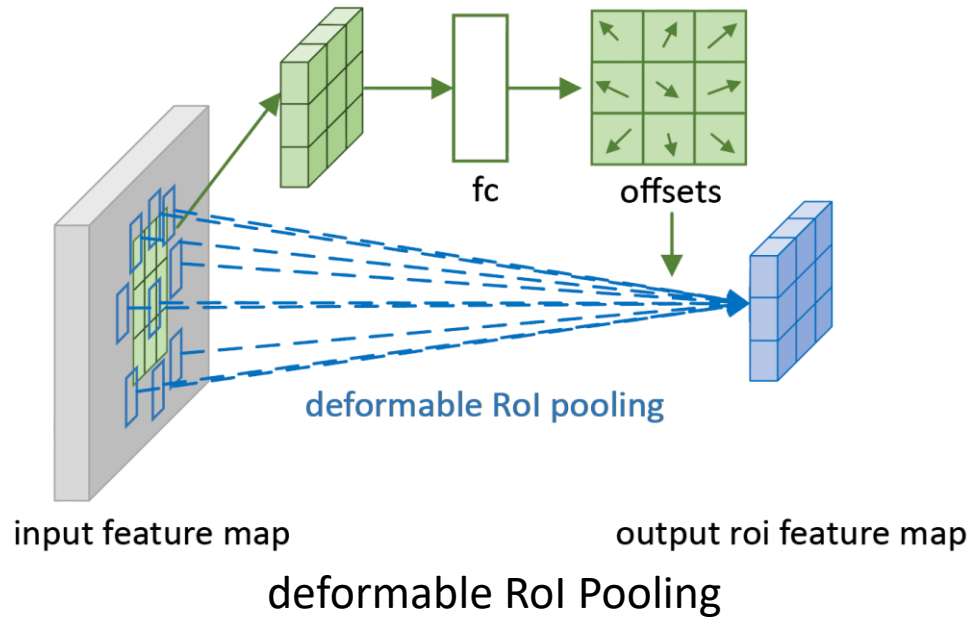 fc
offsets
deformable RoI pooling
input feature map
output roi feature map
deformable RoI Pooling